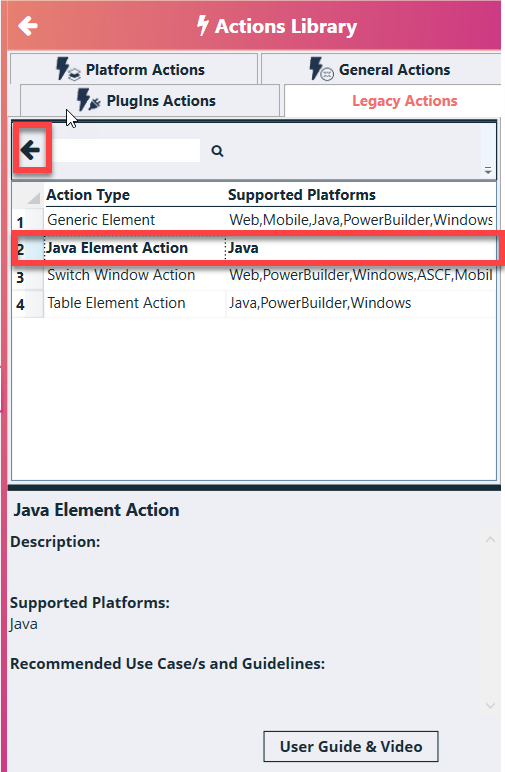 Actions Library
Platform Actions
General Actions
PlugIns Actions
Legacy Actions
Action Type Supported Platforms
1 Generic Element Web,Mobile,Java,PowerBuilder,Windows
2 Java Element Action Java
3 Switch Window Action Web,PowerBuilder,Windows,ASCF,Mobil
4 Table Element Action Java,PowerBuilder,Windows
Java Element Action
Description:
Supported Platforms:
Java
Recommended Use Case/s and Guidelines:
User Guide & Video